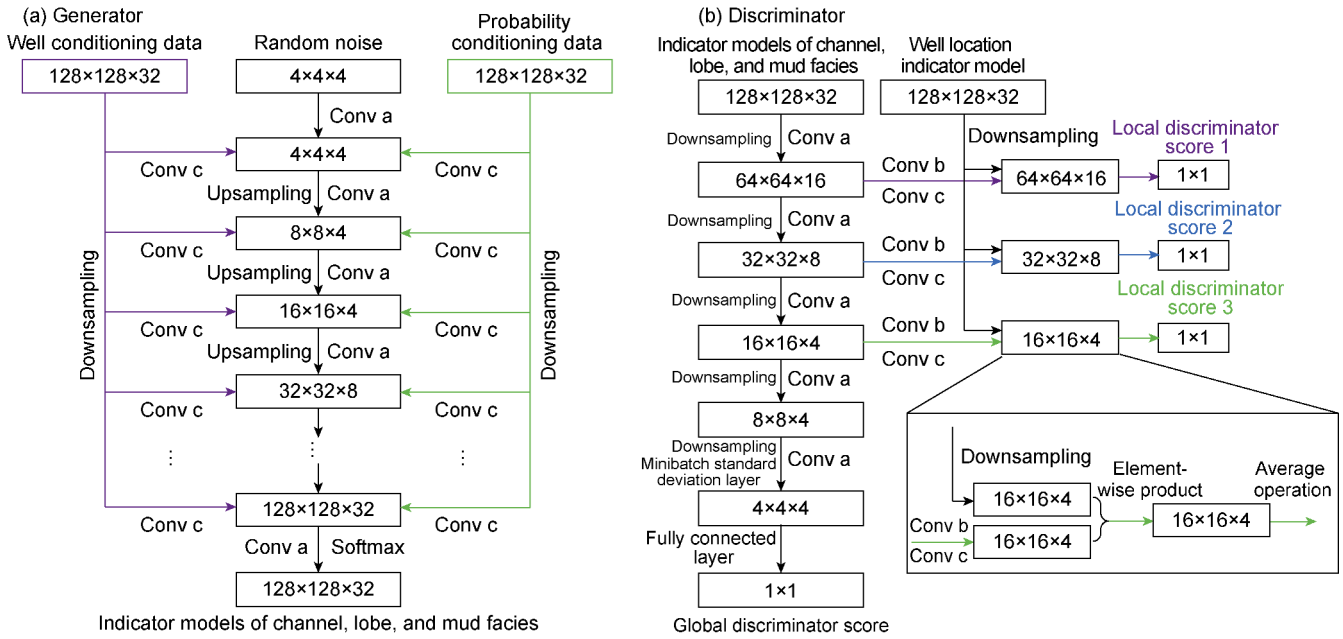 (a) Generator
Well conditioning data
128×128×32
Random noise
4×4×4
Probability
conditioning data
128×128×32
Conv a
4×4×4
Conv c
Conv c
Upsampling
Conv a
8×8×4
Conv c
Conv c
Upsampling
Conv a
16×16×4
Conv c
Conv c
Upsampling
Conv a
32×32×8
Conv c
Conv c
Downsampling
Downsampling
⋮
⋮
⋮
128×128×32
Conv c
Conv c
Conv a
Softmax
128×128×32
Indicator models of channel, lobe, and mud facies
(b) Discriminator
Indicator models of channel,
lobe, and mud facies
128×128×32
Well location
indicator model
128×128×32
Downsampling
Conv a
Downsampling
Local discriminator
score 1
64×64×16
Conv b
Conv c
64×64×16
1×1
Downsampling
Conv a
Local discriminator
score 2
32×32×8
Conv b
Conv c
32×32×8
1×1
Downsampling
Conv a
Local discriminator
score 3
16×16×4
Conv b
Conv c
16×16×4
1×1
Downsampling
Conv a
8×8×4
Downsampling
Minibatch standard
deviation layer
Conv a
4×4×4
Fully connected
layer
1×1
Global discriminator score
Downsampling
16×16×4
Conv b
Conv c
16×16×4
Element-
wise product
16×16×4
Average
operation